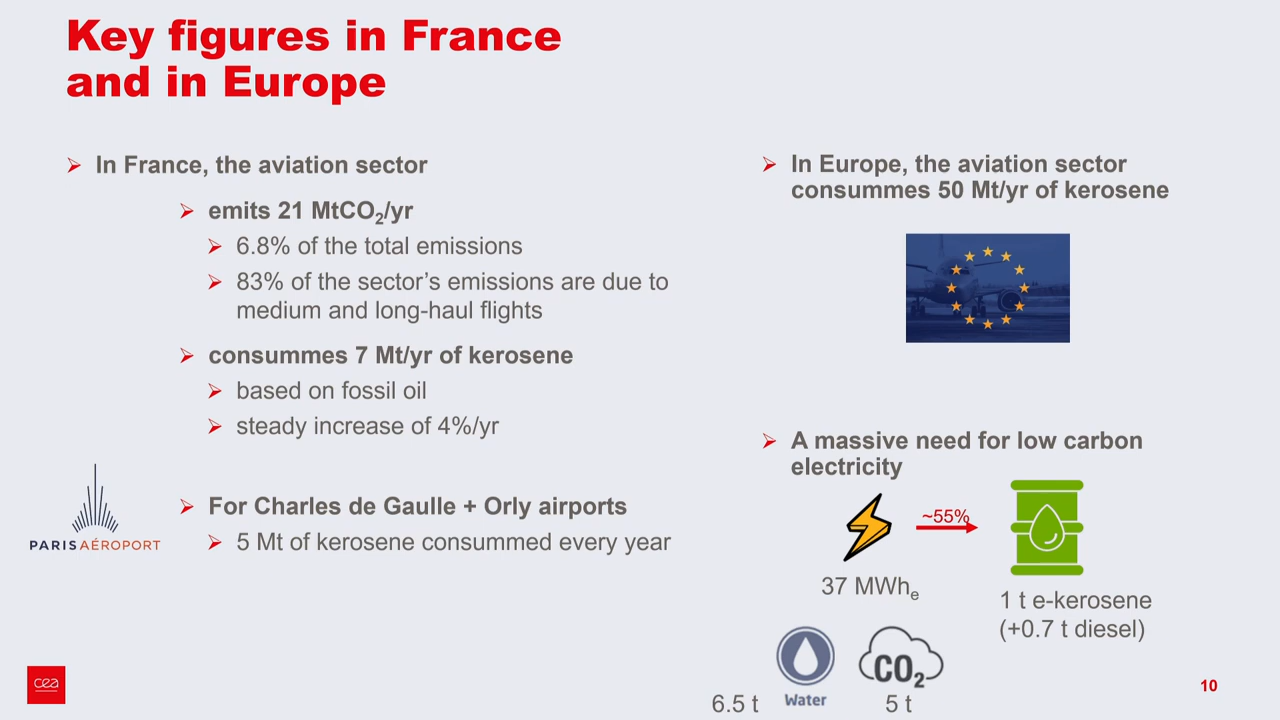 Key figures in France
and in Europe
In France, the aviation sector
emits 21 MtCO₂/yr
6.8% of the total emissions
83% of the sector’s emissions are due to
medium and long-haul flights
consummes 7 Mt/yr of kerosene
based on fossil oil
steady increase of 4%/yr
PARISAÉROPORT
For Charles de Gaulle + Orly airports
5 Mt of kerosene consummed every year
In Europe, the aviation sector
consummes 50 Mt/yr of kerosene
A massive need for low carbon
electricity
~55%
37 MWhₑ
1 t e-kerosene
(+0.7 t diesel)
CO₂
6.5 t
Water
5 t
cea
10